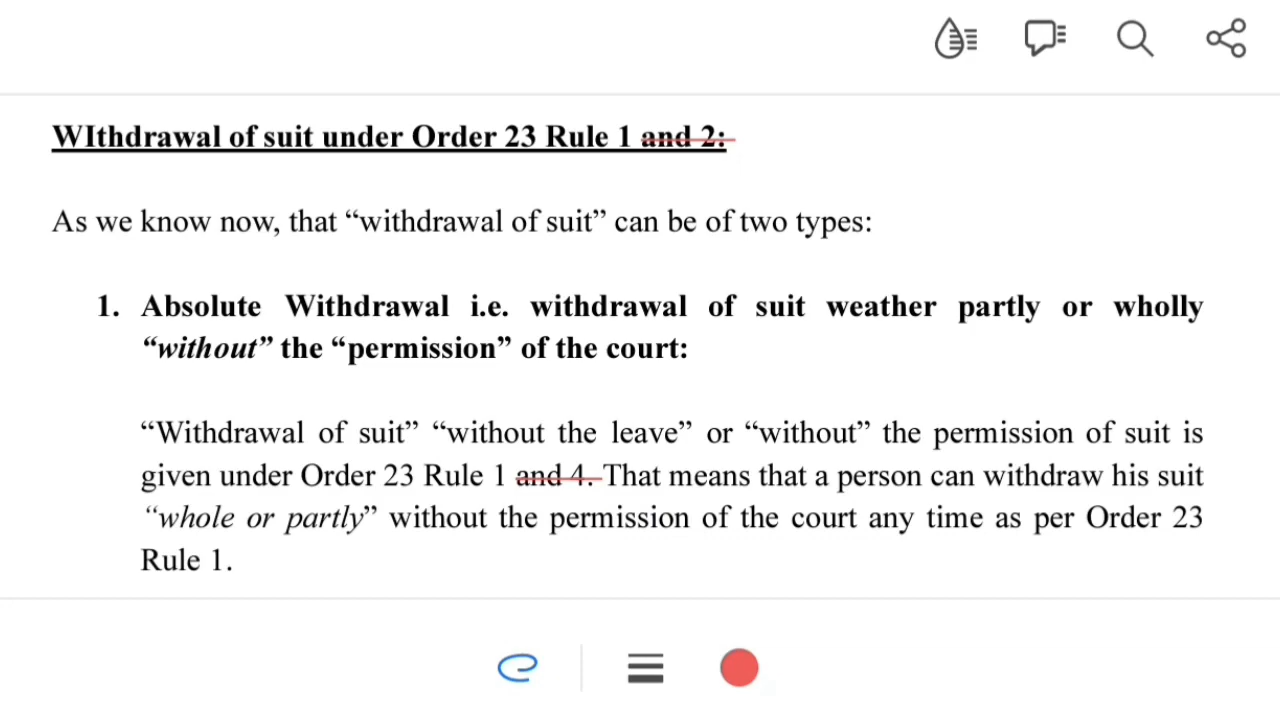 WIthdrawal of suit under Order 23 Rule 1 and 2:
As we know now, that “withdrawal of suit” can be of two types:
1. Absolute Withdrawal i.e. withdrawal of suit weather partly or wholly
“without” the “permission” of the court:
“Withdrawal of suit” “without the leave” or “without” the permission of suit is
given under Order 23 Rule 1 and 4. That means that a person can withdraw his suit
“whole or partly” without the permission of the court any time as per Order 23
Rule 1.